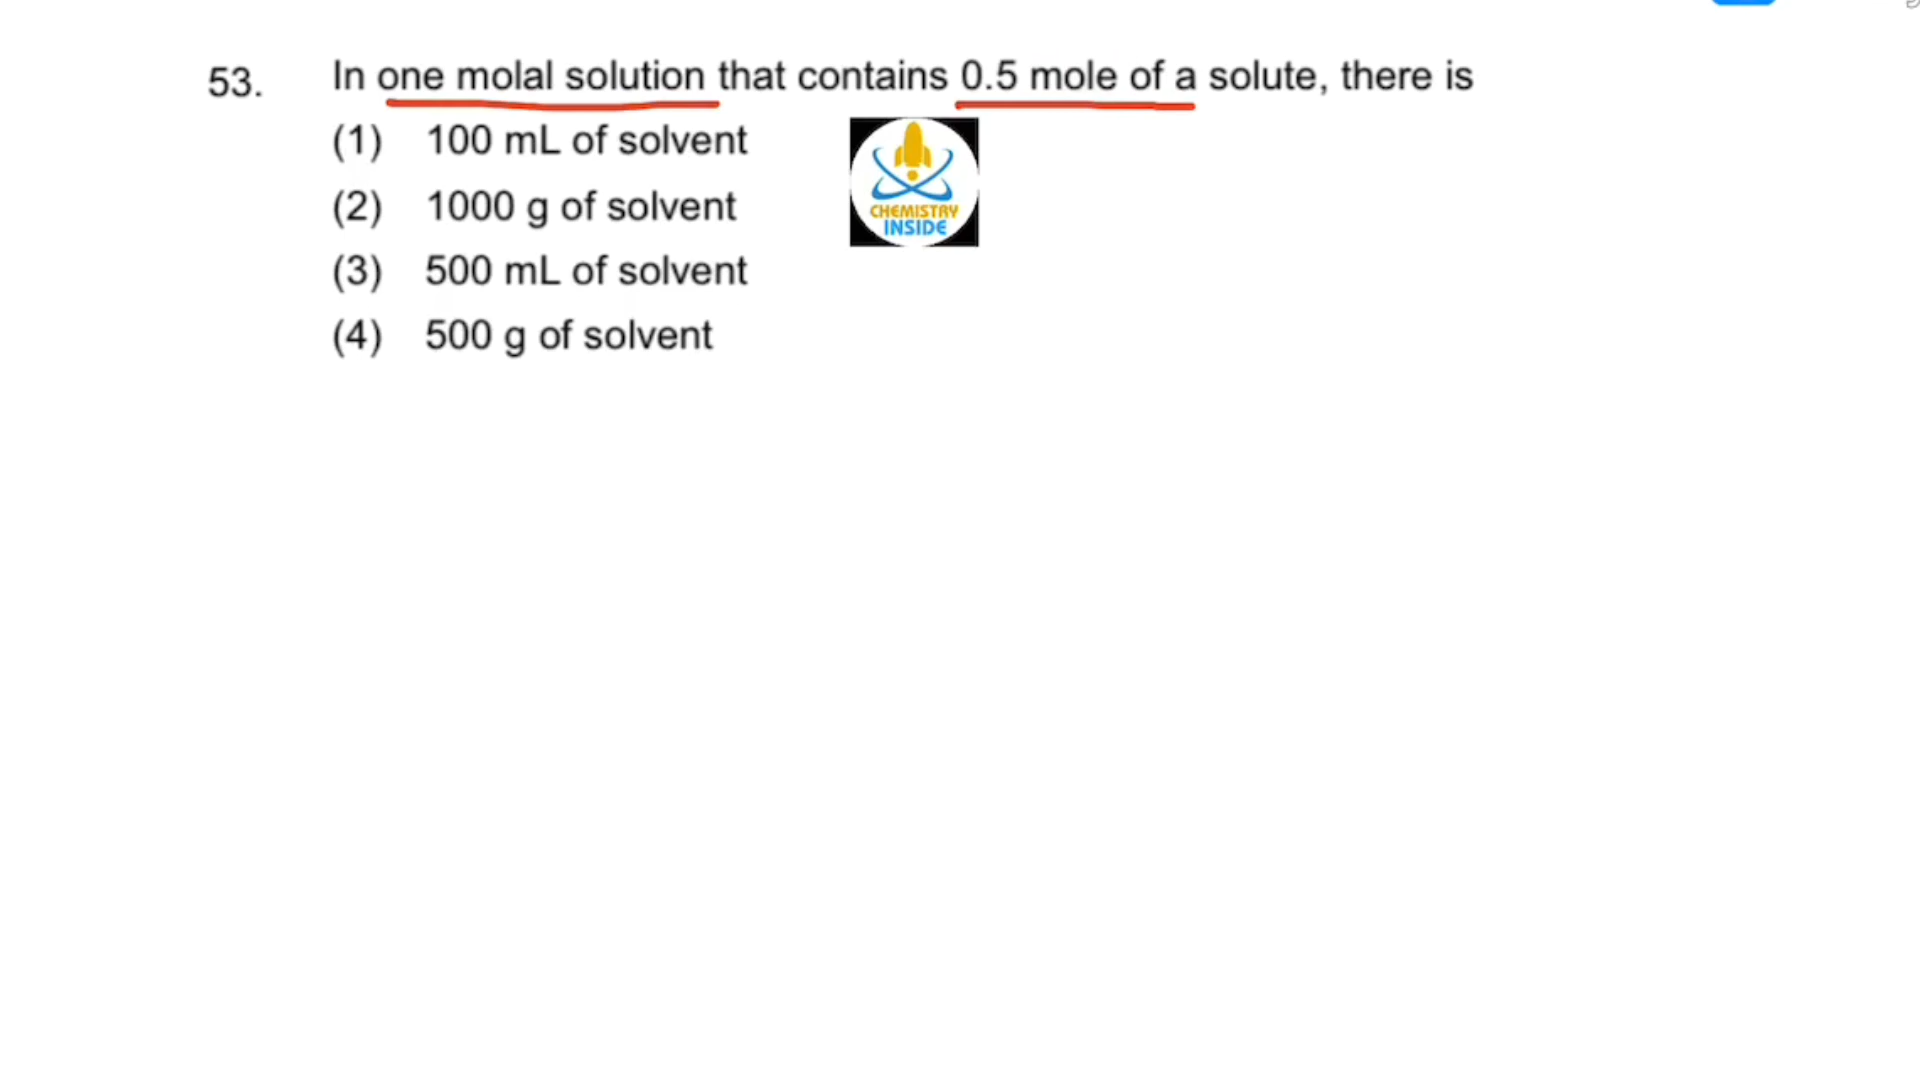 53. In one molal solution that contains 0.5 mole of a solute, there is
(1) 100 mL of solvent
(2) 1000 g of solvent
(3) 500 mL of solvent
(4) 500 g of solvent
CHEMISTRY
INSIDE